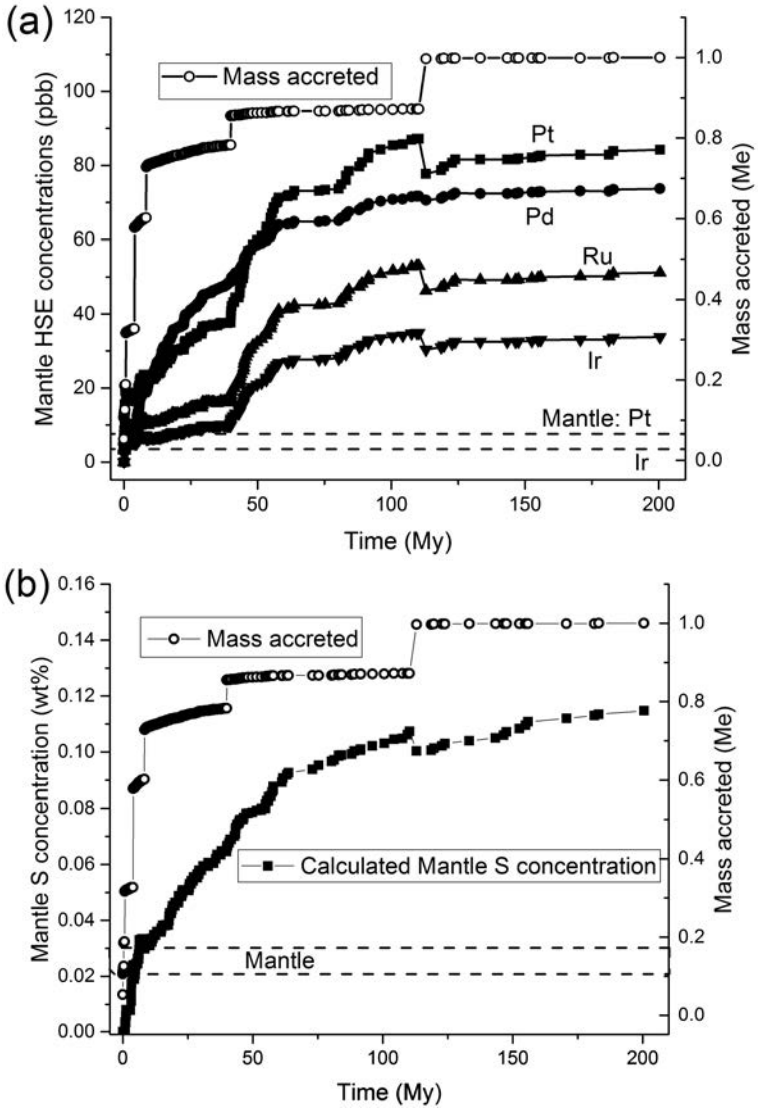 (a)
120
100
80
60
40
20
0
Mantle HSE concentrations (pbb)
Mass accreted
Pt
Pd
Ru
Ir
Mantle: Pt
Ir
1.0
0.8
0.6
0.4
0.2
0.0
Mass accreted (Me)
0 50 100 150 200
Time (My)
(b)
0.16
0.14
0.12
0.10
0.08
0.06
0.04
0.02
0.00
Mantle S concentration (wt%)
Mass accreted
Calculated Mantle S concentration
Mantle
1.0
0.8
0.6
0.4
0.2
0.0
Mass accreted (Me)
0 50 100 150 200
Time (My)